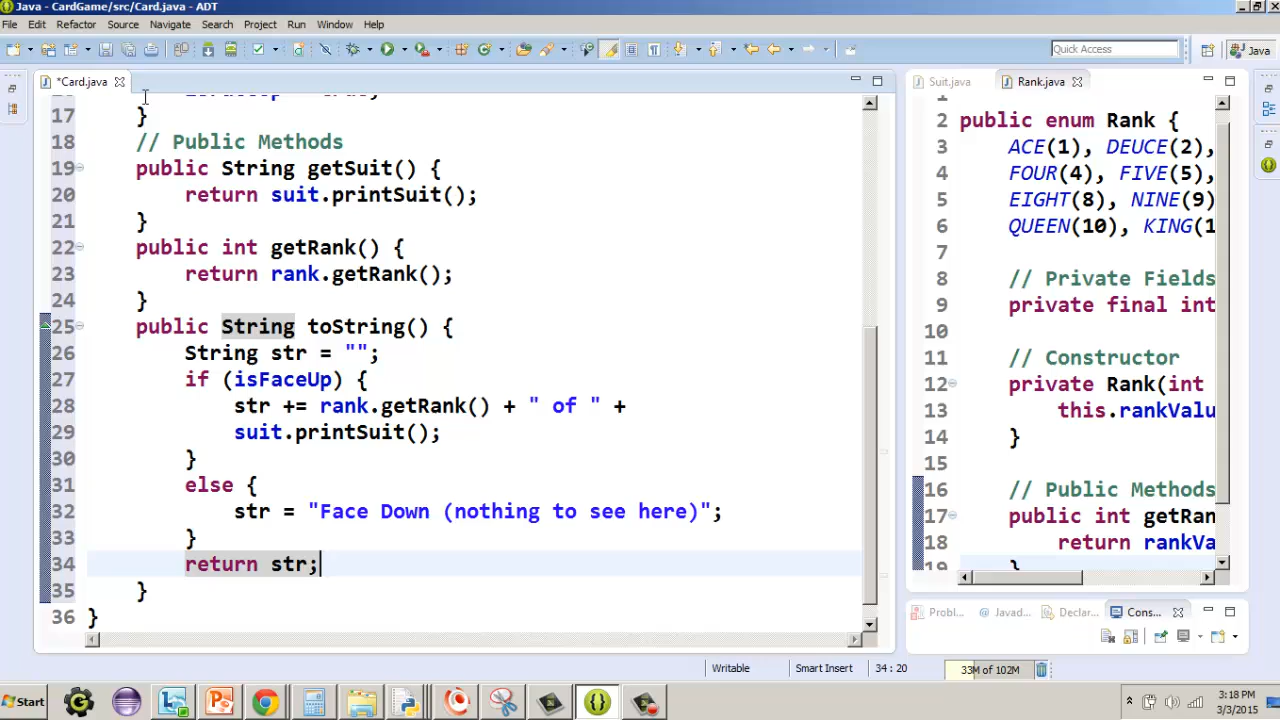 Java - CardGame/src/Card.java - ADT
File Edit Refactor Source Navigate Search Project Run Window Help
Quick Access
Java
*Card.java
17 }
18 // Public Methods
19 public String getSuit() {
20 return suit.printSuit();
21 }
22 public int getRank() {
23 return rank.getRank();
24 }
25 public String toString() {
26 String str = "";
27 if (isFaceUp) {
28 str += rank.getRank() + " of " +
29 suit.printSuit();
30 }
31 else {
32 str = "Face Down (nothing to see here)";
33 }
34 return str;
35 }
36 }
Suit.java Rank.java
2 public enum Rank {
3 ACE(1), DEUCE(2),
4 FOUR(4), FIVE(5),
5 EIGHT(8), NINE(9)
6 QUEEN(10), KING(1
7
8 // Private Fields
9 private final int
10
11 // Constructor
12 private Rank(int
13 this.rankValu
14 }
15
16 // Public Methods
17 public int getRan
18 return rankVa
19 }
Probl... Javad... Declar... Cons...
Writable Smart Insert 34 : 20 33M of 102M
Start
3:18 PM
3/3/2015